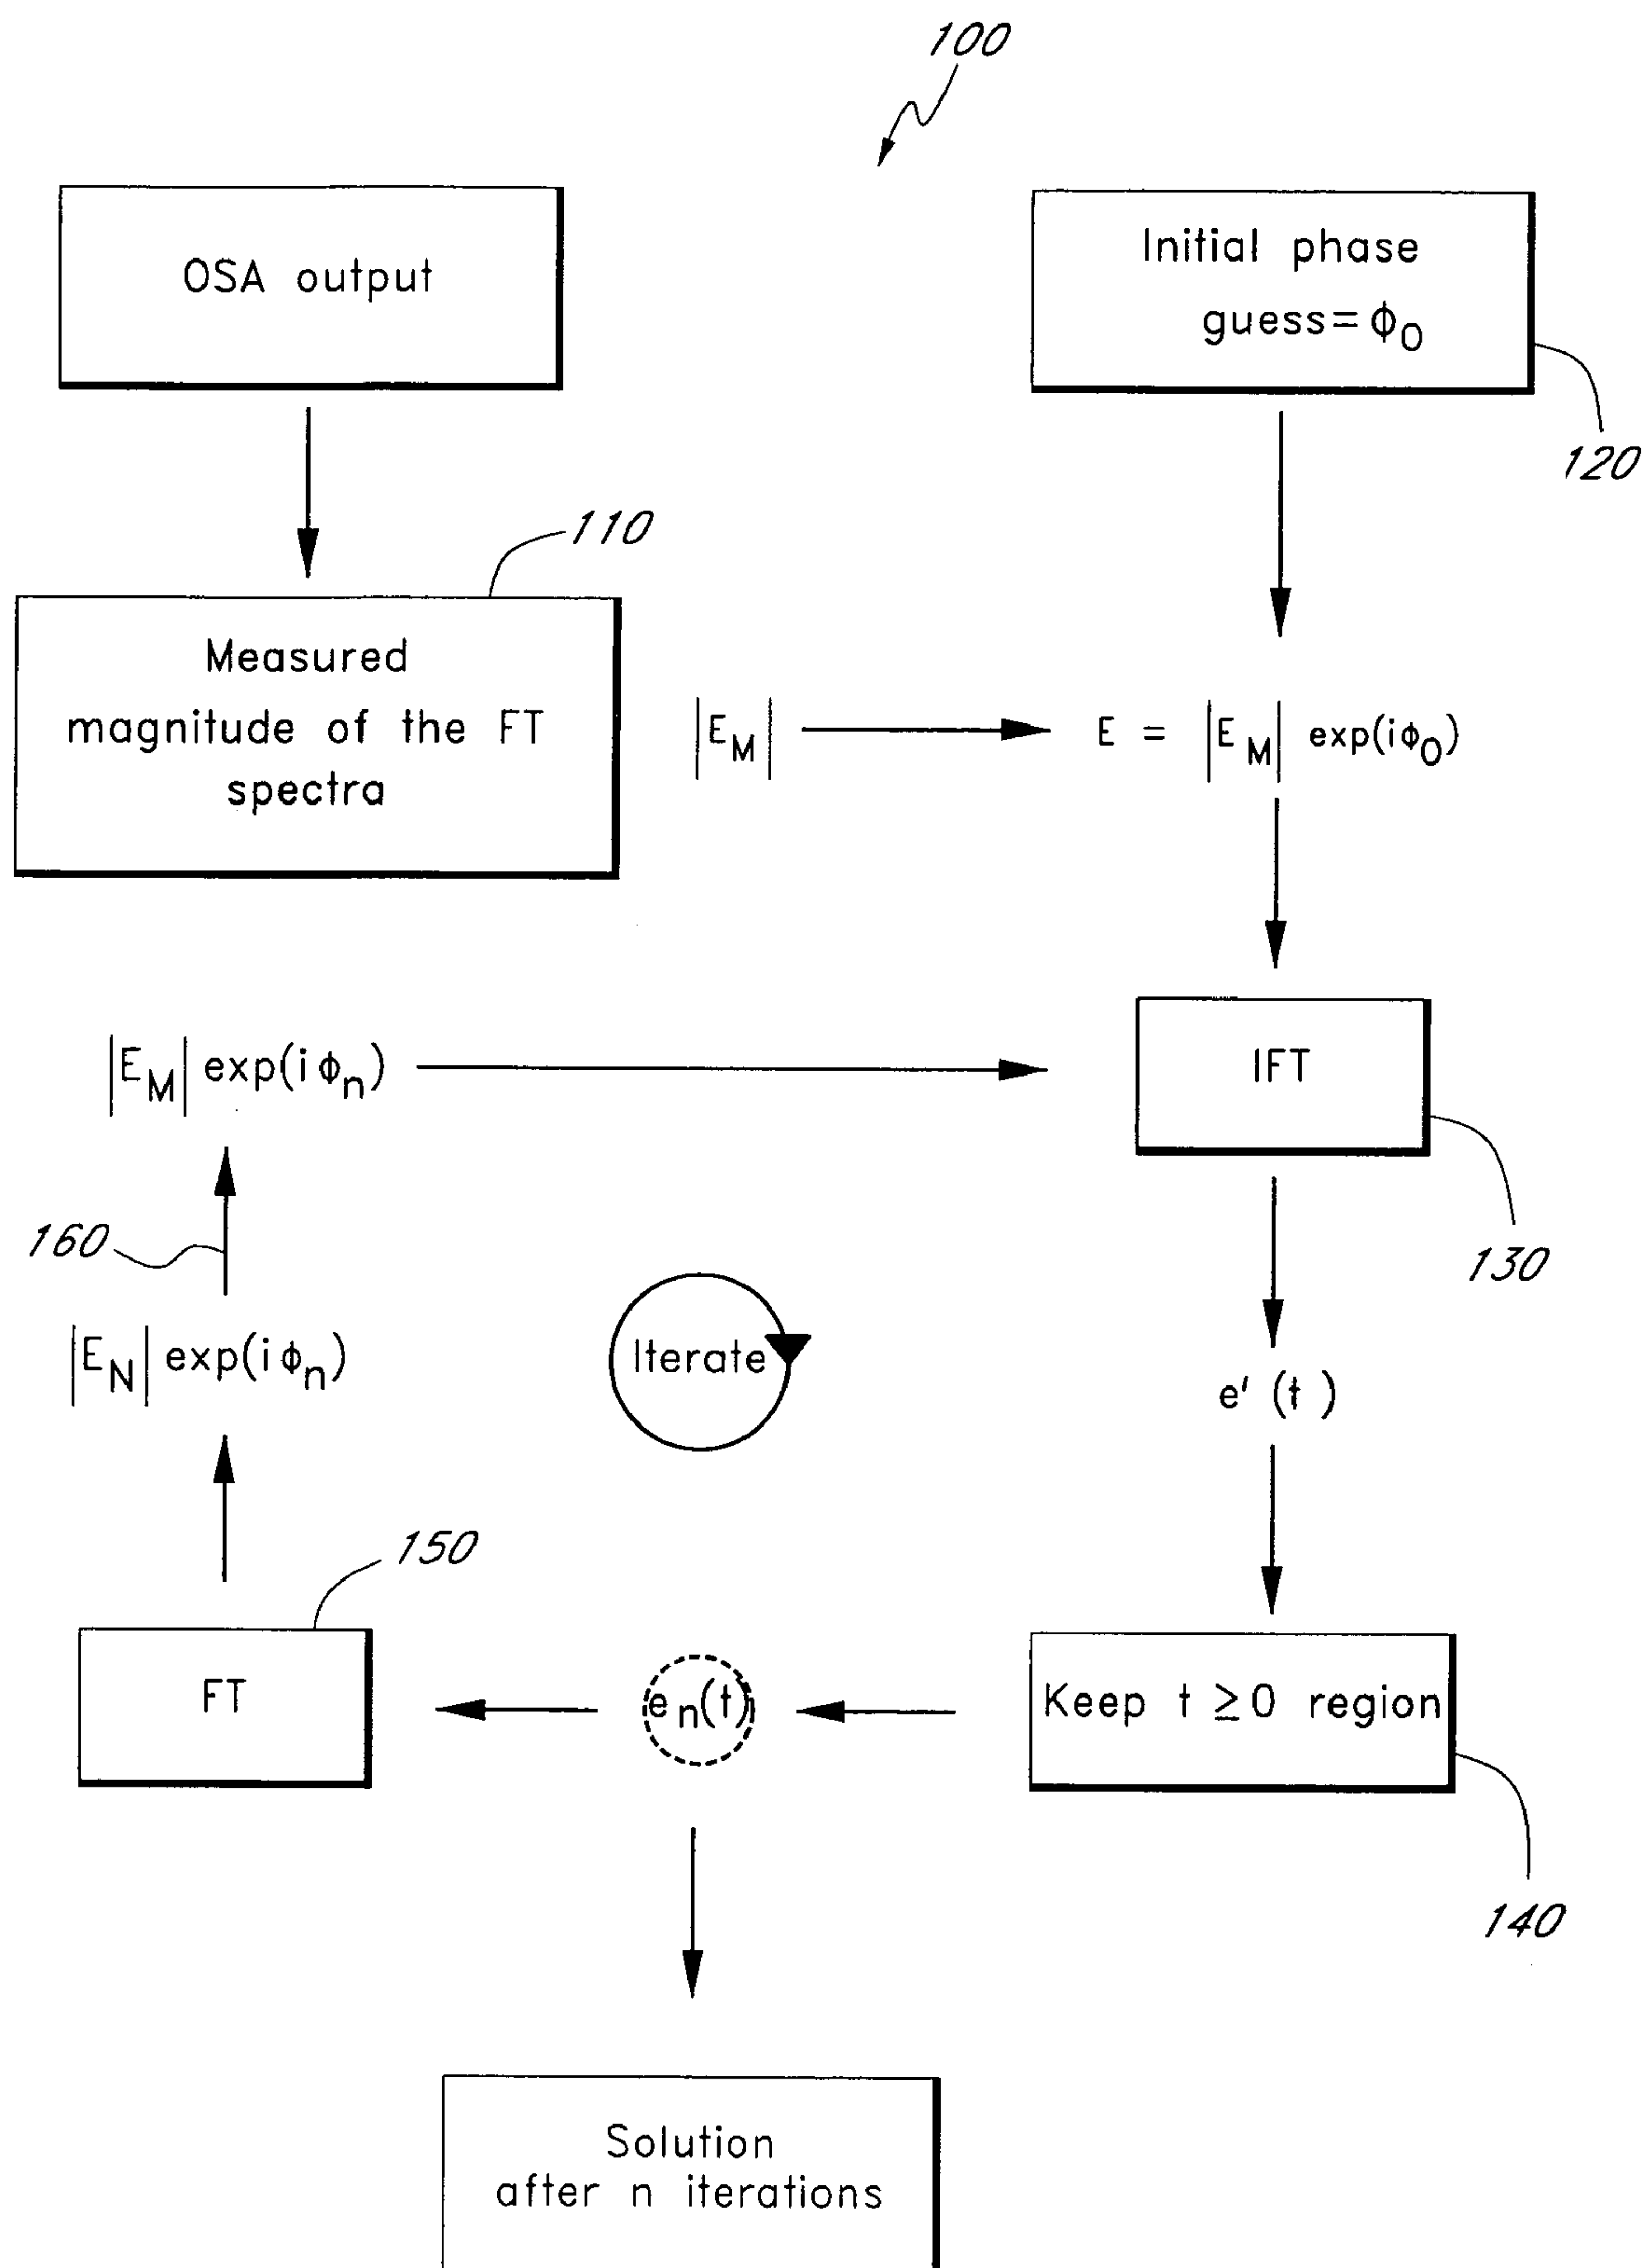 100
OSA output
Initial phase
guess=ϕ0
120
110
Measured
magnitude of the FT
spectra
|EM|
E = |EM| exp(iϕ0)
|EM| exp(iϕn)
IFT
160
130
|EN| exp(iϕn)
Iterate
e'(t)
150
FT
en(t)
Keep t ≥0 region
140
Solution
after n iterations